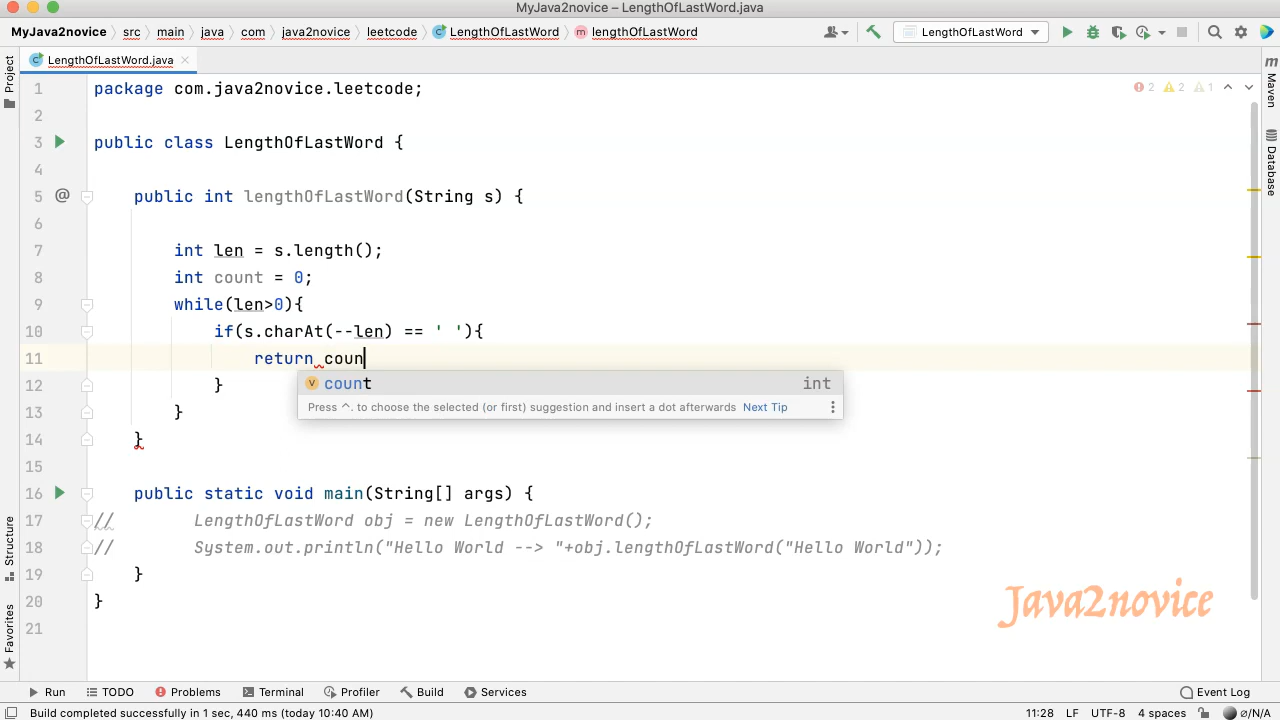 MyJava2novice – LengthOfLastWord.java
MyJava2novice src main java com java2novice leetcode LengthOfLastWord lengthOfLastWord LengthOfLastWord
LengthOfLastWord.java
2 2 1
1 package com.java2novice.leetcode;
2
3 public class LengthOfLastWord {
4
5 @ public int lengthOfLastWord(String s) {
6
7 int len = s.length();
8 int count = 0;
9 while(len>0){
10 if(s.charAt(--len) == ' '){
11 return coun
count int
12 }
Press ^. to choose the selected (or first) suggestion and insert a dot afterwards Next Tip
13 }
14 }
15
16 public static void main(String[] args) {
17 // LengthOfLastWord obj = new LengthOfLastWord();
18 // System.out.println("Hello World --> "+obj.lengthOfLastWord("Hello World"));
19 }
20 }
21
Java2novice
Project
Structure
Favorites
Maven
Database
Run TODO Problems Terminal Profiler Build Services Event Log
Build completed successfully in 1 sec, 440 ms (today 10:40 AM) 11:28 LF UTF-8 4 spaces ø/N/A